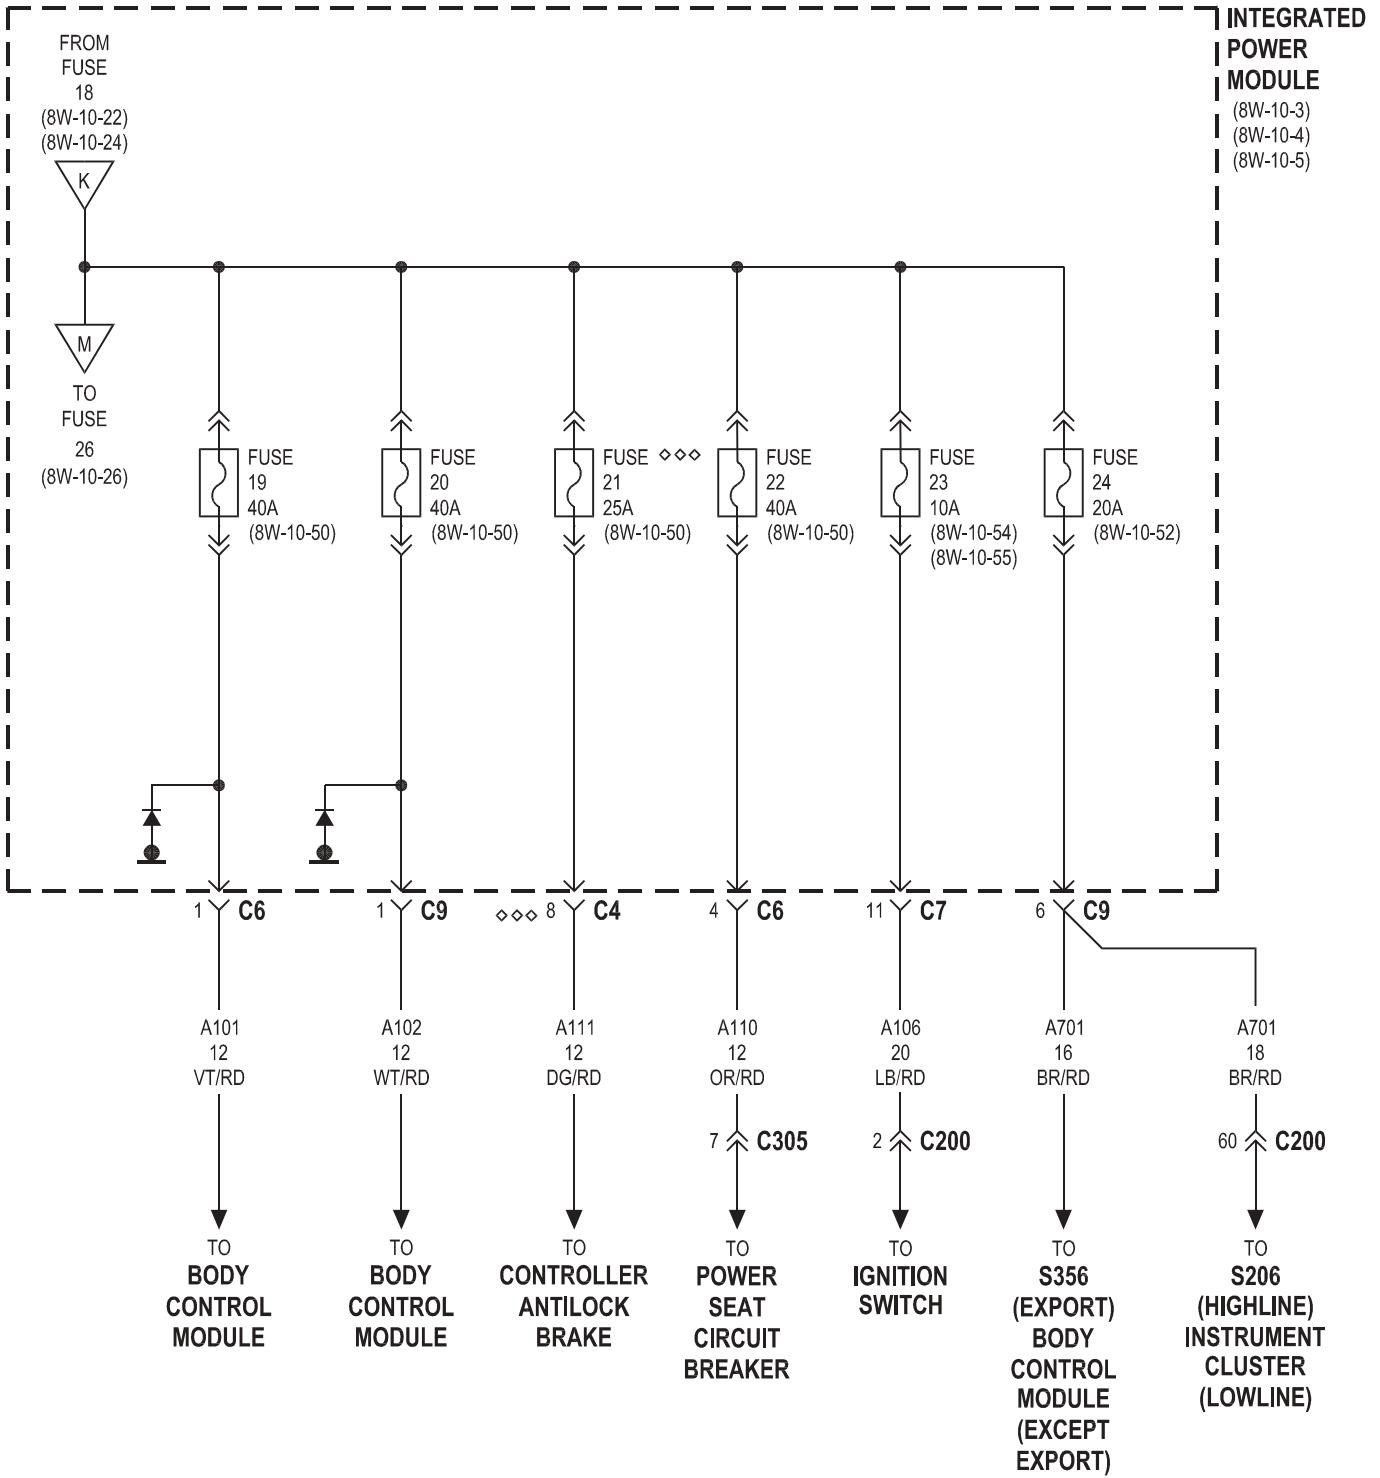 INTEGRATED
POWER
MODULE
(8W-10-3)
(8W-10-4)
(8W-10-5)
FROM
FUSE
18
(8W-10-22)
(8W-10-24)
K
M
TO
FUSE
26
(8W-10-26)
FUSE
19
40A
(8W-10-50)
FUSE
20
40A
(8W-10-50)
FUSE
21
25A
(8W-10-50)
FUSE
22
40A
(8W-10-50)
FUSE
23
10A
(8W-10-54)
(8W-10-55)
FUSE
24
20A
(8W-10-52)
1 C6
1 C9
8 C4
4 C6
11 C7
6 C9
A101
12
VT/RD
A102
12
WT/RD
A111
12
DG/RD
A110
12
OR/RD
A106
20
LB/RD
A701
16
BR/RD
A701
18
BR/RD
7 C305
2 C200
60 C200
TO
BODY
CONTROL
MODULE
TO
BODY
CONTROL
MODULE
TO
CONTROLLER
ANTILOCK
BRAKE
TO
POWER
SEAT
CIRCUIT
BREAKER
TO
IGNITION
SWITCH
TO
S356
(EXPORT)
BODY
CONTROL
MODULE
(EXCEPT
EXPORT)
TO
S206
(HIGHLINE)
INSTRUMENT
CLUSTER
(LOWLINE)